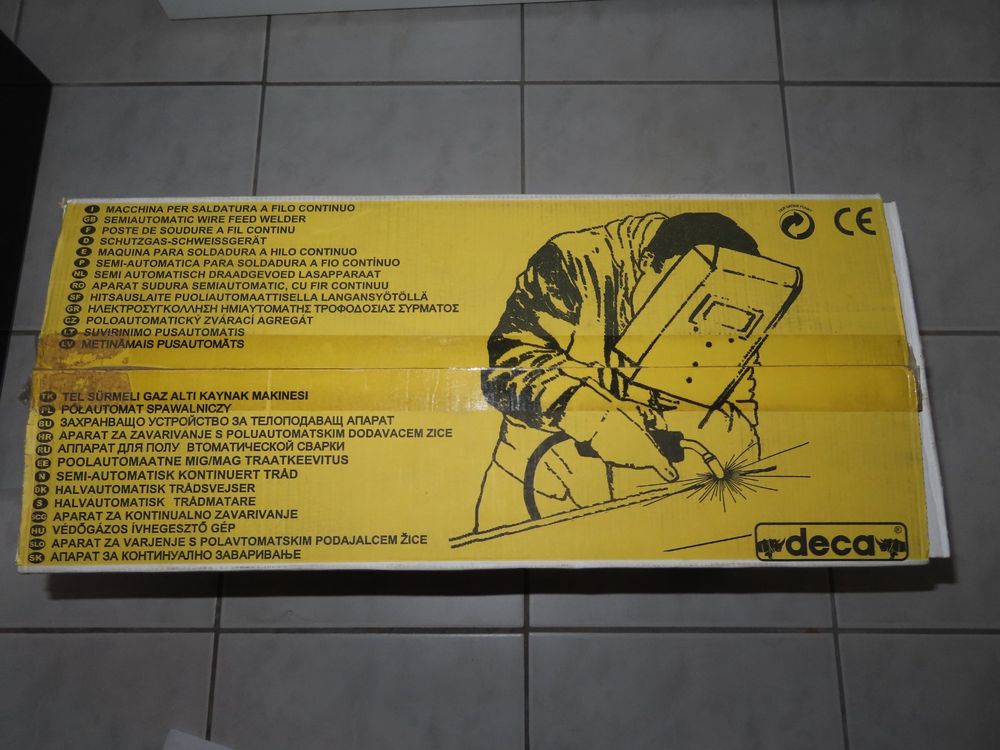 I MACCHINA PER SALDATURA A FILO CONTINUO
GB SEMIAUTOMATIC WIRE FEED WELDER
F POSTE DE SOUDURE A FIL CONTINU
D SCHUTZGAS-SCHWEISSGERÄT
E MAQUINA PARA SOLDADURA A HILO CONTINUO
P SEMI-AUTOMATICA PARA SOLDADURA A FIO CONTÍNUO
NL SEMI AUTOMATISCH DRAADGEVOED LASAPPARAAT
RO APARAT SUDURA SEMIAUTOMATIC, CU FIR CONTINUU
SF HITSAUSLAITE PUOLIAUTOMAATTISELLA LANGANSYÖTÖLLÄ
GR ΗΛΕΚΤΡΟΣΥΓΚΟΛΛΗΣΗ ΗΜΙΑΥΤΟΜΑΤΗΣ ΤΡΟΦΟΔΟΣΙΑΣ ΣΥΡΜΑΤΟΣ
CZ POLOAUTOMATICKÝ ZVÁRACÍ AGREGÁT
LT SUVIRINIMO PUSAUTOMATIS
LV METINĀMAIS PUSAUTOMĀTS
TK TEL SÜRMELI GAZ ALTI KAYNAK MAKINESI
PL PÓŁAUTOMAT SPAWALNICZY
BU ЗАХРАНВАЩО УСТРОЙСТВО ЗА ТЕЛОПОДАВАЩ АПАРАТ
HR APARAT ZA ZAVARIVANJE S POLUAUTOMATSKIM DODAVACEM ZICE
RU АППАРАТ ДЛЯ ПОЛУ ВТОМАТИЧЕСКОЙ СВАРКИ
EE POOLAUTOMAATNE MIG/MAG TRAATKEEVITUS
N SEMI-AUTOMATISK KONTINUERT TRÅD
DK HALVAUTOMATISK TRÅDSVEJSER
S HALVAUTOMATISK TRÅDMATARE
SCG APARAT ZA KONTINUALNO ZAVARIVANJE
HU VÉDŐGÁZOS ÍVHEGESZTŐ GÉP
SLO APARAT ZA VARJENJE S POLAVTOMATSKIM PODAJALCEM ŽICE
SK АПАРАТ ЗА КОНТИНУАЛНО ЗАВАРИВАЊЕ
CE
deca®